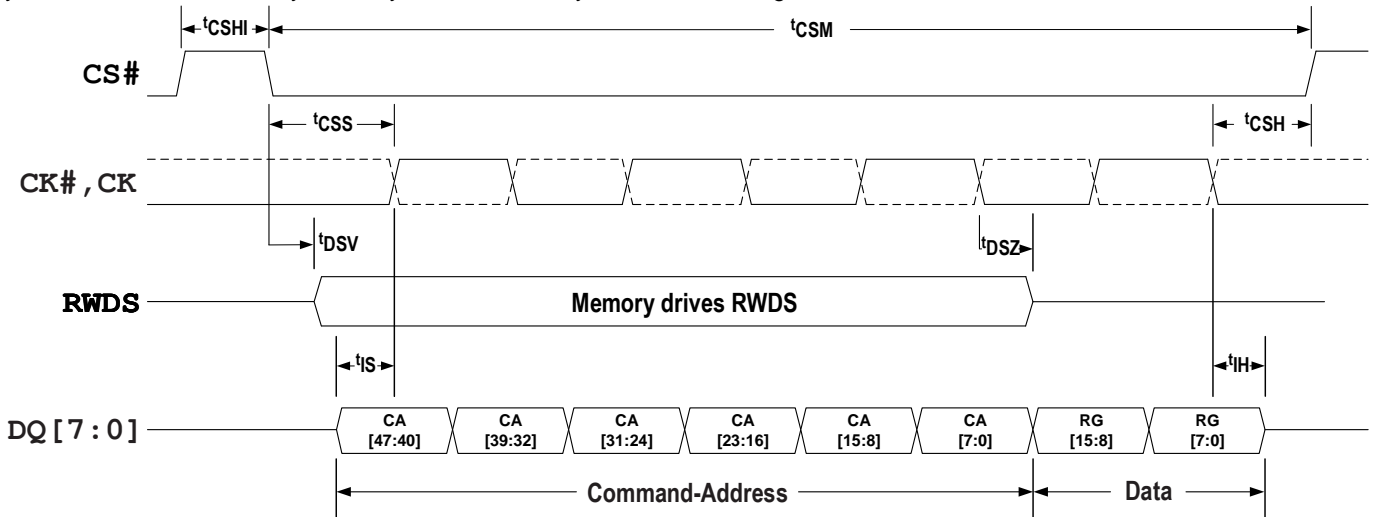 tCSHI
tCSM
CS#
tCSS
tCSH
CK#,CK
tDSV
tDSZ
RWDS
Memory drives RWDS
tIS
tIH
DQ[7:0]
CA
[47:40]
CA
[39:32]
CA
[31:24]
CA
[23:16]
CA
[15:8]
CA
[7:0]
RG
[15:8]
RG
[7:0]
Command-Address
Data